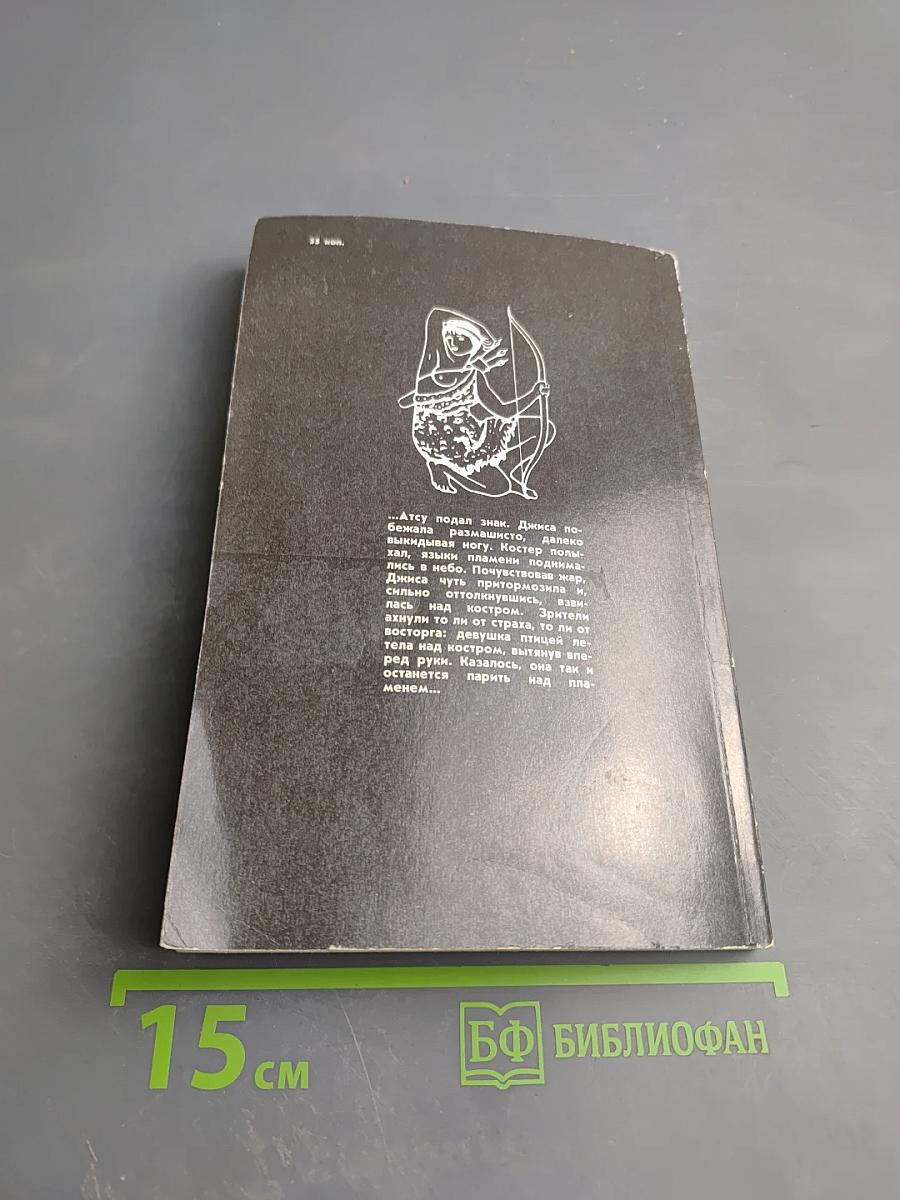 35 коп.
...Атсу подал знак. Джиса по-
бежала размашисто, далеко
выкидывая ногу. Костер полы-
хал, языки пламени поднима-
лись в небо. Почувствовав жар,
Джиса чуть притормозила и,
сильно оттолкнувшись, взви-
лась над костром. Зрители
ахнули то ли от страха, то ли от
восторга: девушка птицей ле-
тела над костром, вытянув впе-
ред руки. Казалось, она так и
останется парить над пла-
менем...
15 см
БФ БИБЛИОФАН